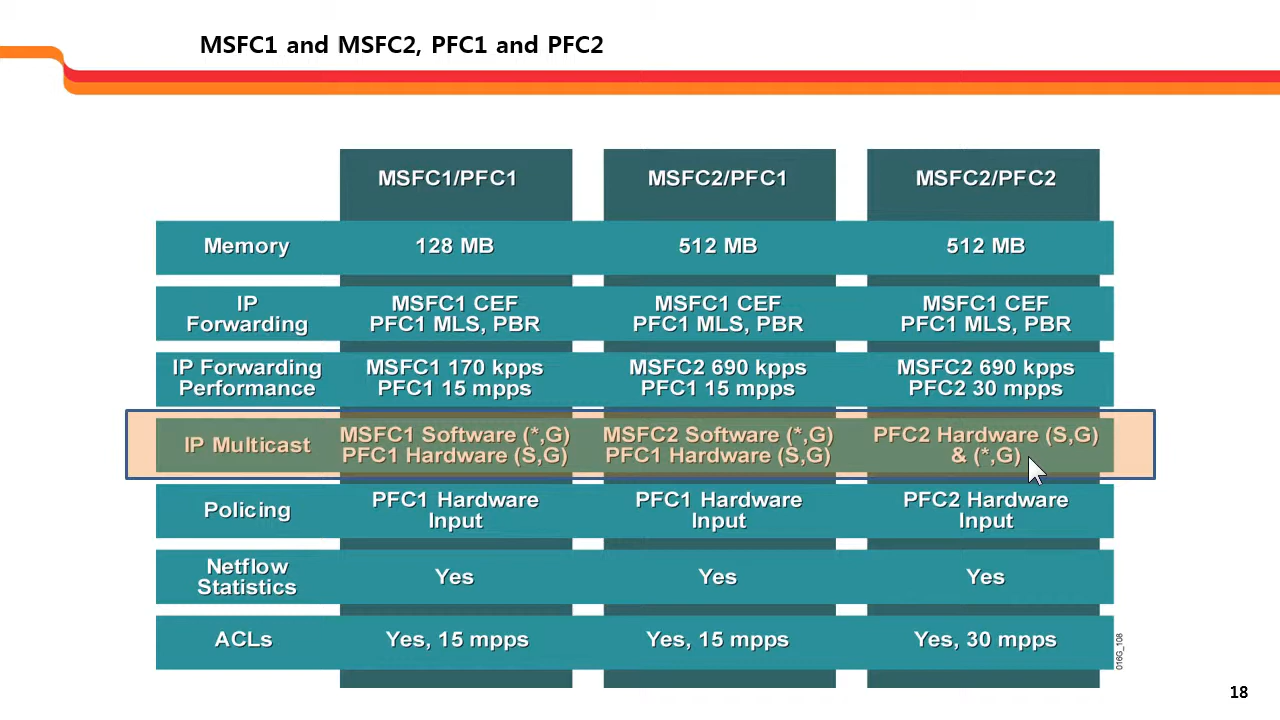 MSFC1 and MSFC2, PFC1 and PFC2
MSFC1/PFC1 MSFC2/PFC1 MSFC2/PFC2
Memory 128 MB 512 MB 512 MB
IP Forwarding
MSFC1 CEF
PFC1 MLS, PBR
MSFC1 CEF
PFC1 MLS, PBR
MSFC1 CEF
PFC1 MLS, PBR
IP Forwarding
Performance
MSFC1 170 kpps
PFC1 15 mpps
MSFC2 690 kpps
PFC1 15 mpps
MSFC2 690 kpps
PFC2 30 mpps
IP Multicast
MSFC1 Software (*,G)
PFC1 Hardware (S,G)
MSFC2 Software (*,G)
PFC1 Hardware (S,G)
PFC2 Hardware (S,G)
& (*,G)
Policing
PFC1 Hardware
Input
PFC1 Hardware
Input
PFC2 Hardware
Input
Netflow
Statistics
Yes
Yes
Yes
ACLs
Yes, 15 mpps
Yes, 15 mpps
Yes, 30 mpps
016G_108
18